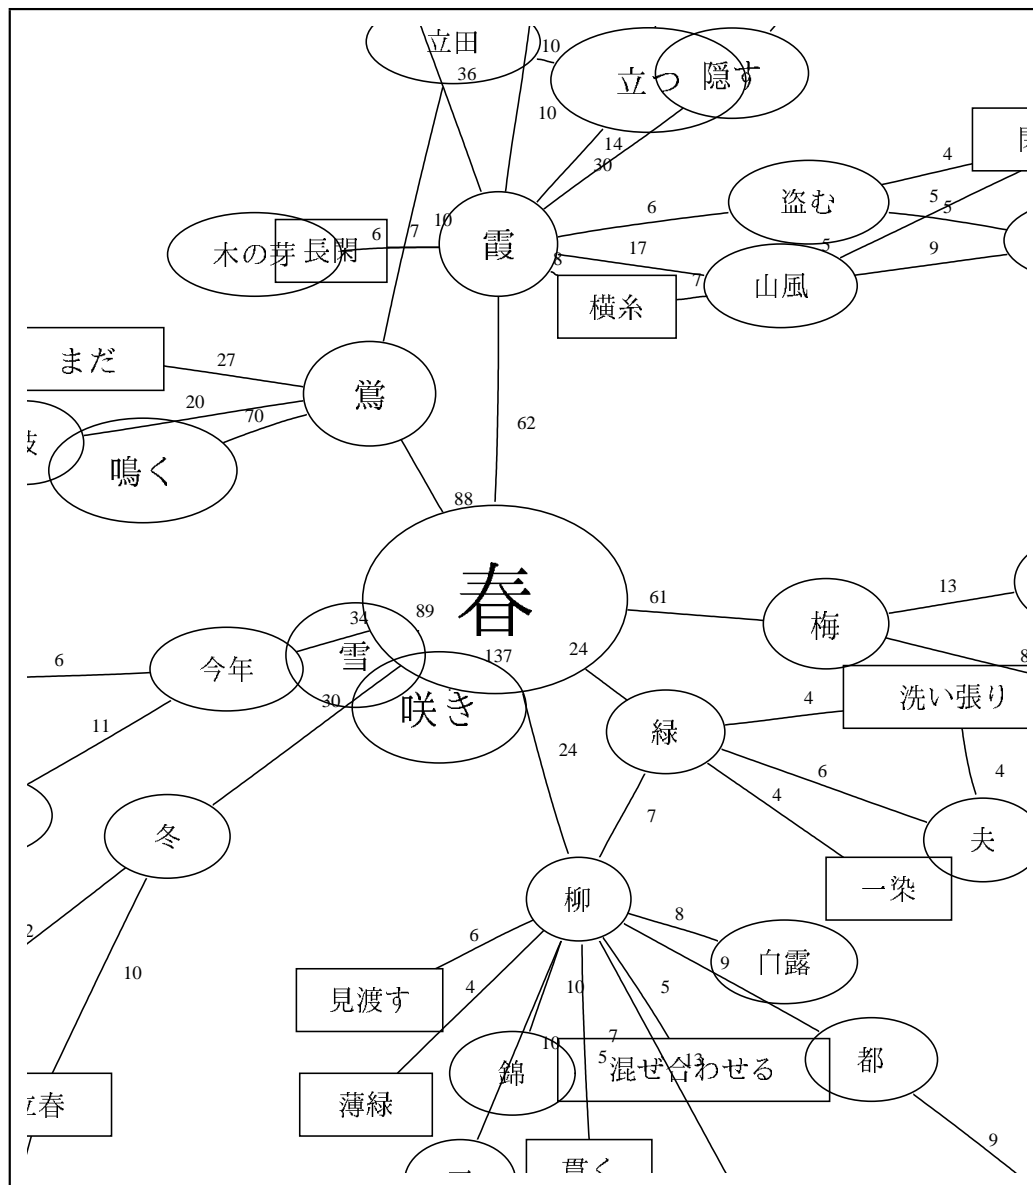 立田
10
36
立つ
隠す
10
14
30
4
盗む
6
5
5
木の芽
長閑
6
7
10
霞
17
8
5
9
横糸
7
山風
まだ
27
鶯
20
70
鳴く
62
88
春
89
34
雪
137
24
61
梅
13
8
今年
6
11
30
咲き
緑
4
洗い張り
6
4
4
24
7
冬
夫
一染
柳
10
6
8
9
白露
見渡す
4
10
5
10
7
5
13
錦
混ぜ合わせる
都
薄緑
9
貫く